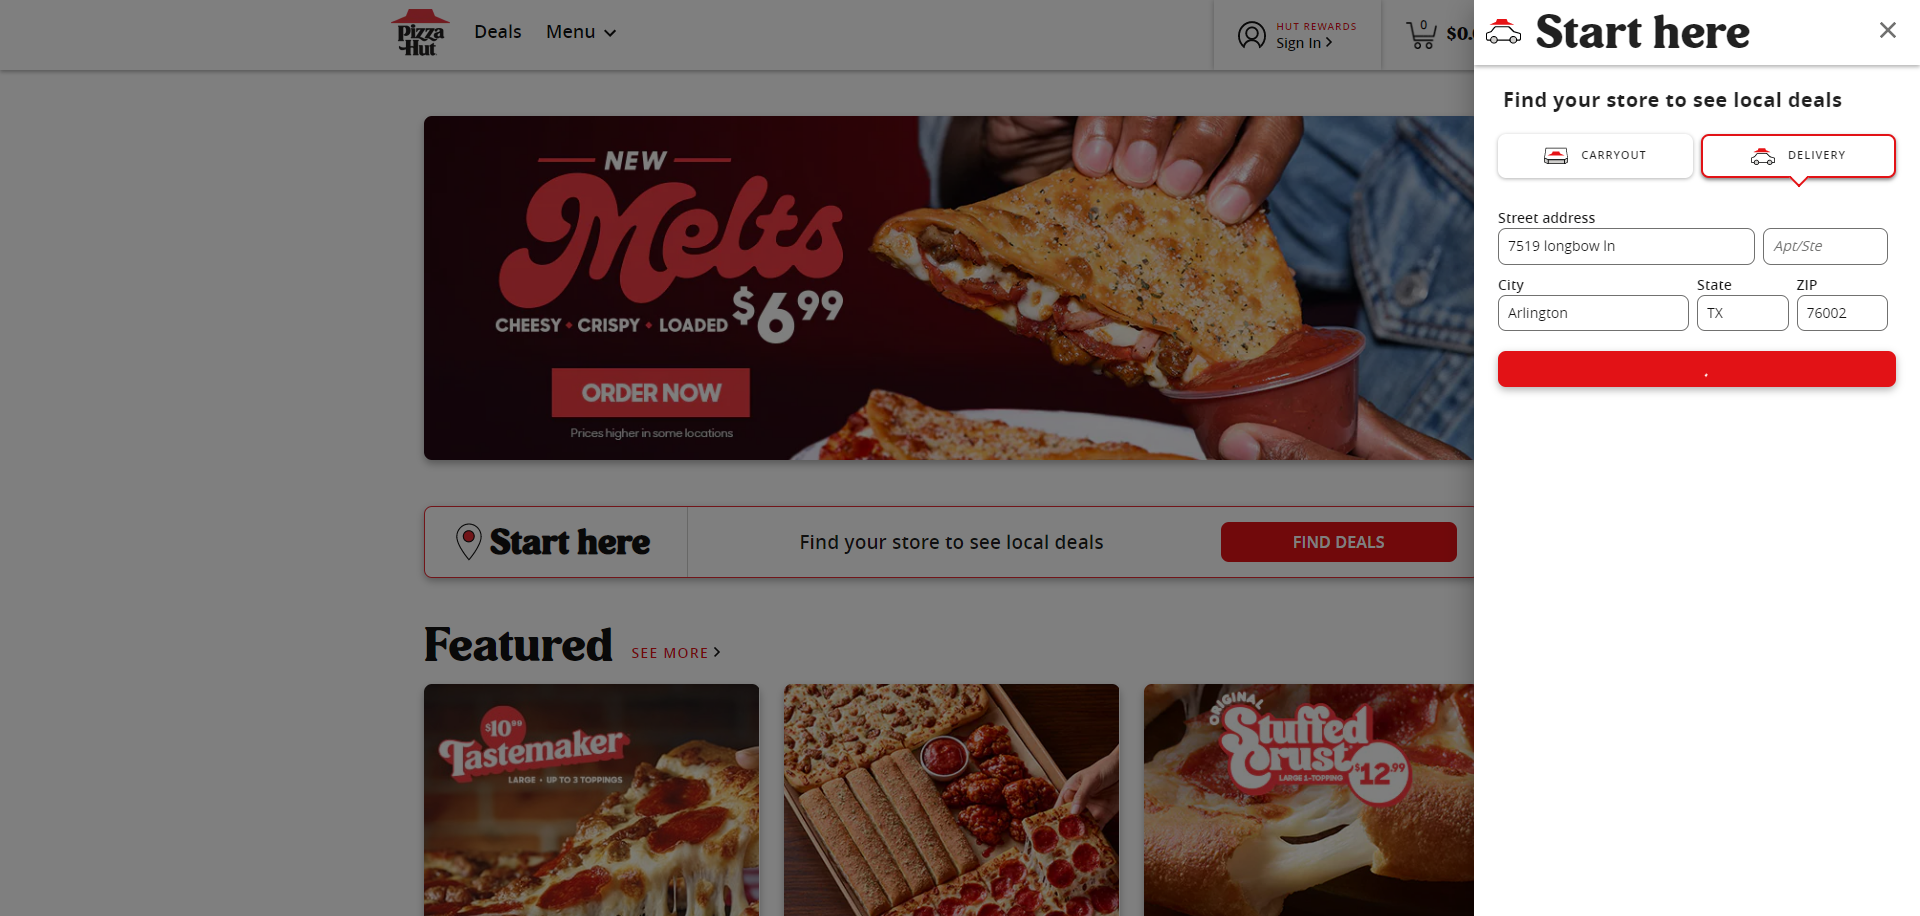 Pizza Hut
Deals
Menu
HUT REWARDS
Sign In
0
Start here
Find your store to see local deals
CARRYOUT
DELIVERY
Street address
7519 longbow ln
Apt/Ste
City
State
ZIP
Arlington
TX
76002
NEW
Melts
$6.99
CHEESY • CRISPY • LOADED
ORDER NOW
Prices higher in some locations
Start here
Find your store to see local deals
FIND DEALS
Featured
SEE MORE
$10.99
Tastemaker
LARGE • UP TO 3 TOPPINGS
ORIGINAL
Stuffed
Crust
LARGE 1-TOPPING
$12.99